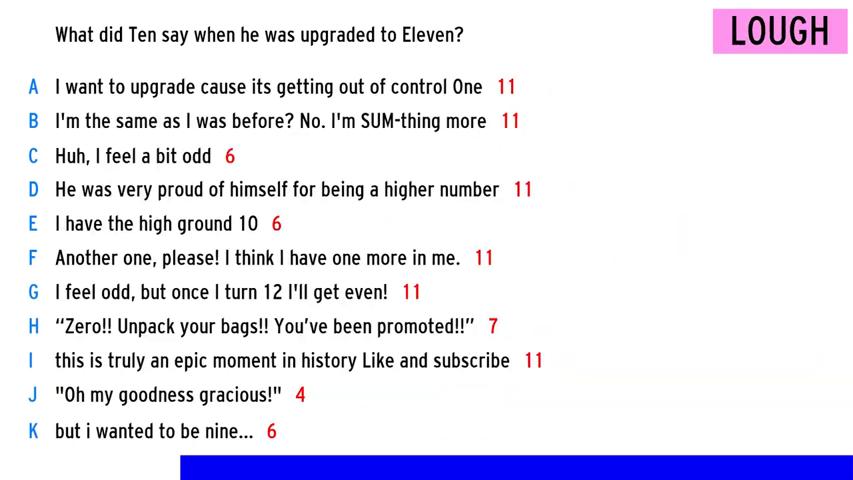 What did Ten say when he was upgraded to Eleven?
LOUGH
A I want to upgrade cause its getting out of control One 11
B I'm the same as I was before? No. I'm SUM-thing more 11
C Huh, I feel a bit odd 6
D He was very proud of himself for being a higher number 11
E I have the high ground 10 6
F Another one, please! I think I have one more in me. 11
G I feel odd, but once I turn 12 I'll get even! 11
H “Zero!! Unpack your bags!! You’ve been promoted!!” 7
I this is truly an epic moment in history Like and subscribe 11
J "Oh my goodness gracious!" 4
K but i wanted to be nine... 6